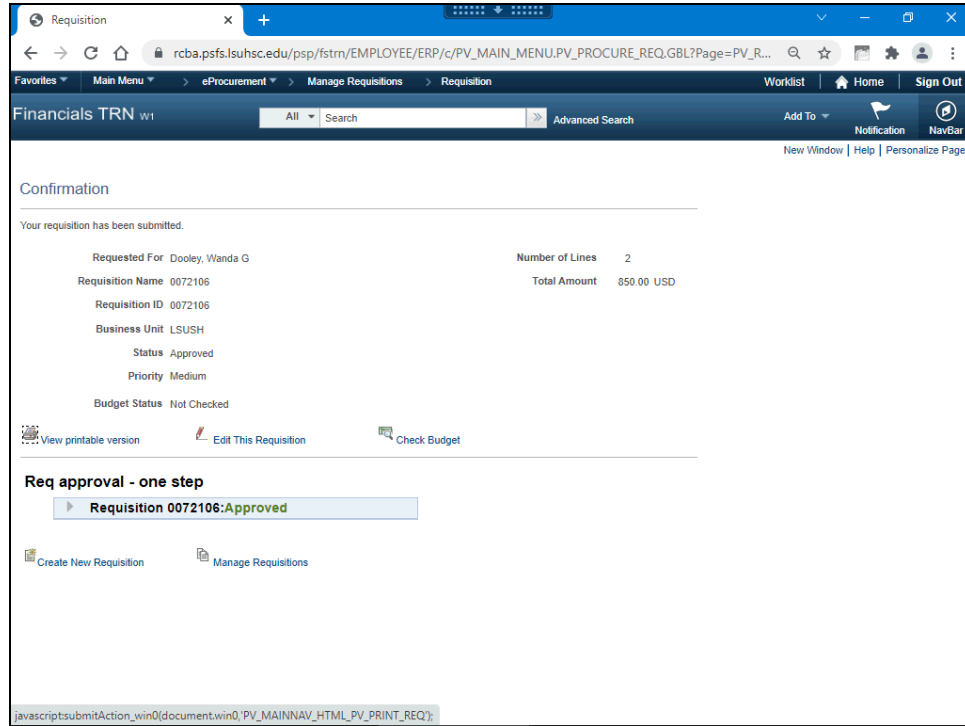 Requisition
rcba.psfs.lsuhsc.edu/psp/fstrn/EMPLOYEE/ERP/c/PV_MAIN_MENU.PV_PROCURE_REQ.GBL?Page=PV_R...
Favorites Main Menu > eProcurement > Manage Requisitions > Requisition Worklist Home Sign Out
Financials TRN W1 All Search Advanced Search Add To Notification NavBar
New Window | Help | Personalize Page
Confirmation
Your requisition has been submitted.
Requested For Dooley, Wanda G Number of Lines 2
Requisition Name 0072106 Total Amount 850.00 USD
Requisition ID 0072106
Business Unit LSUSH
Status Approved
Priority Medium
Budget Status Not Checked
View printable version Edit This Requisition Check Budget
Req approval - one step
Requisition 0072106:Approved
Create New Requisition Manage Requisitions
javascript:submitAction_win0(document.win0,'PV_MAINNAV_HTML_PV_PRINT_REQ');